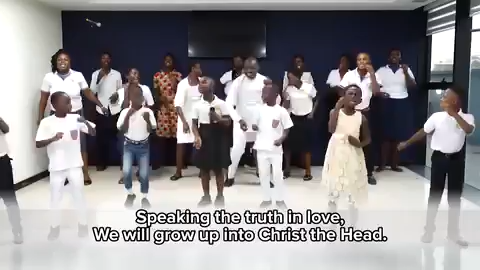 Speaking the truth in love,
We will grow up into Christ the Head.